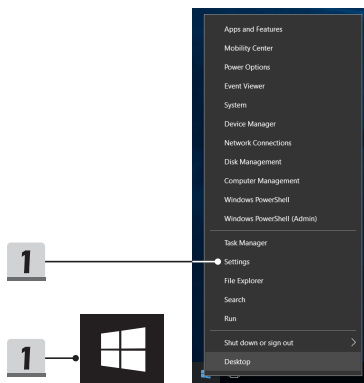 Apps and Features
Mobility Center
Power Options
Event Viewer
System
Device Manager
Network Connections
Disk Management
Computer Management
Windows PowerShell
Windows PowerShell (Admin)
Task Manager
1
Settings
File Explorer
Search
Run
1
Shut down or sign out
Desktop